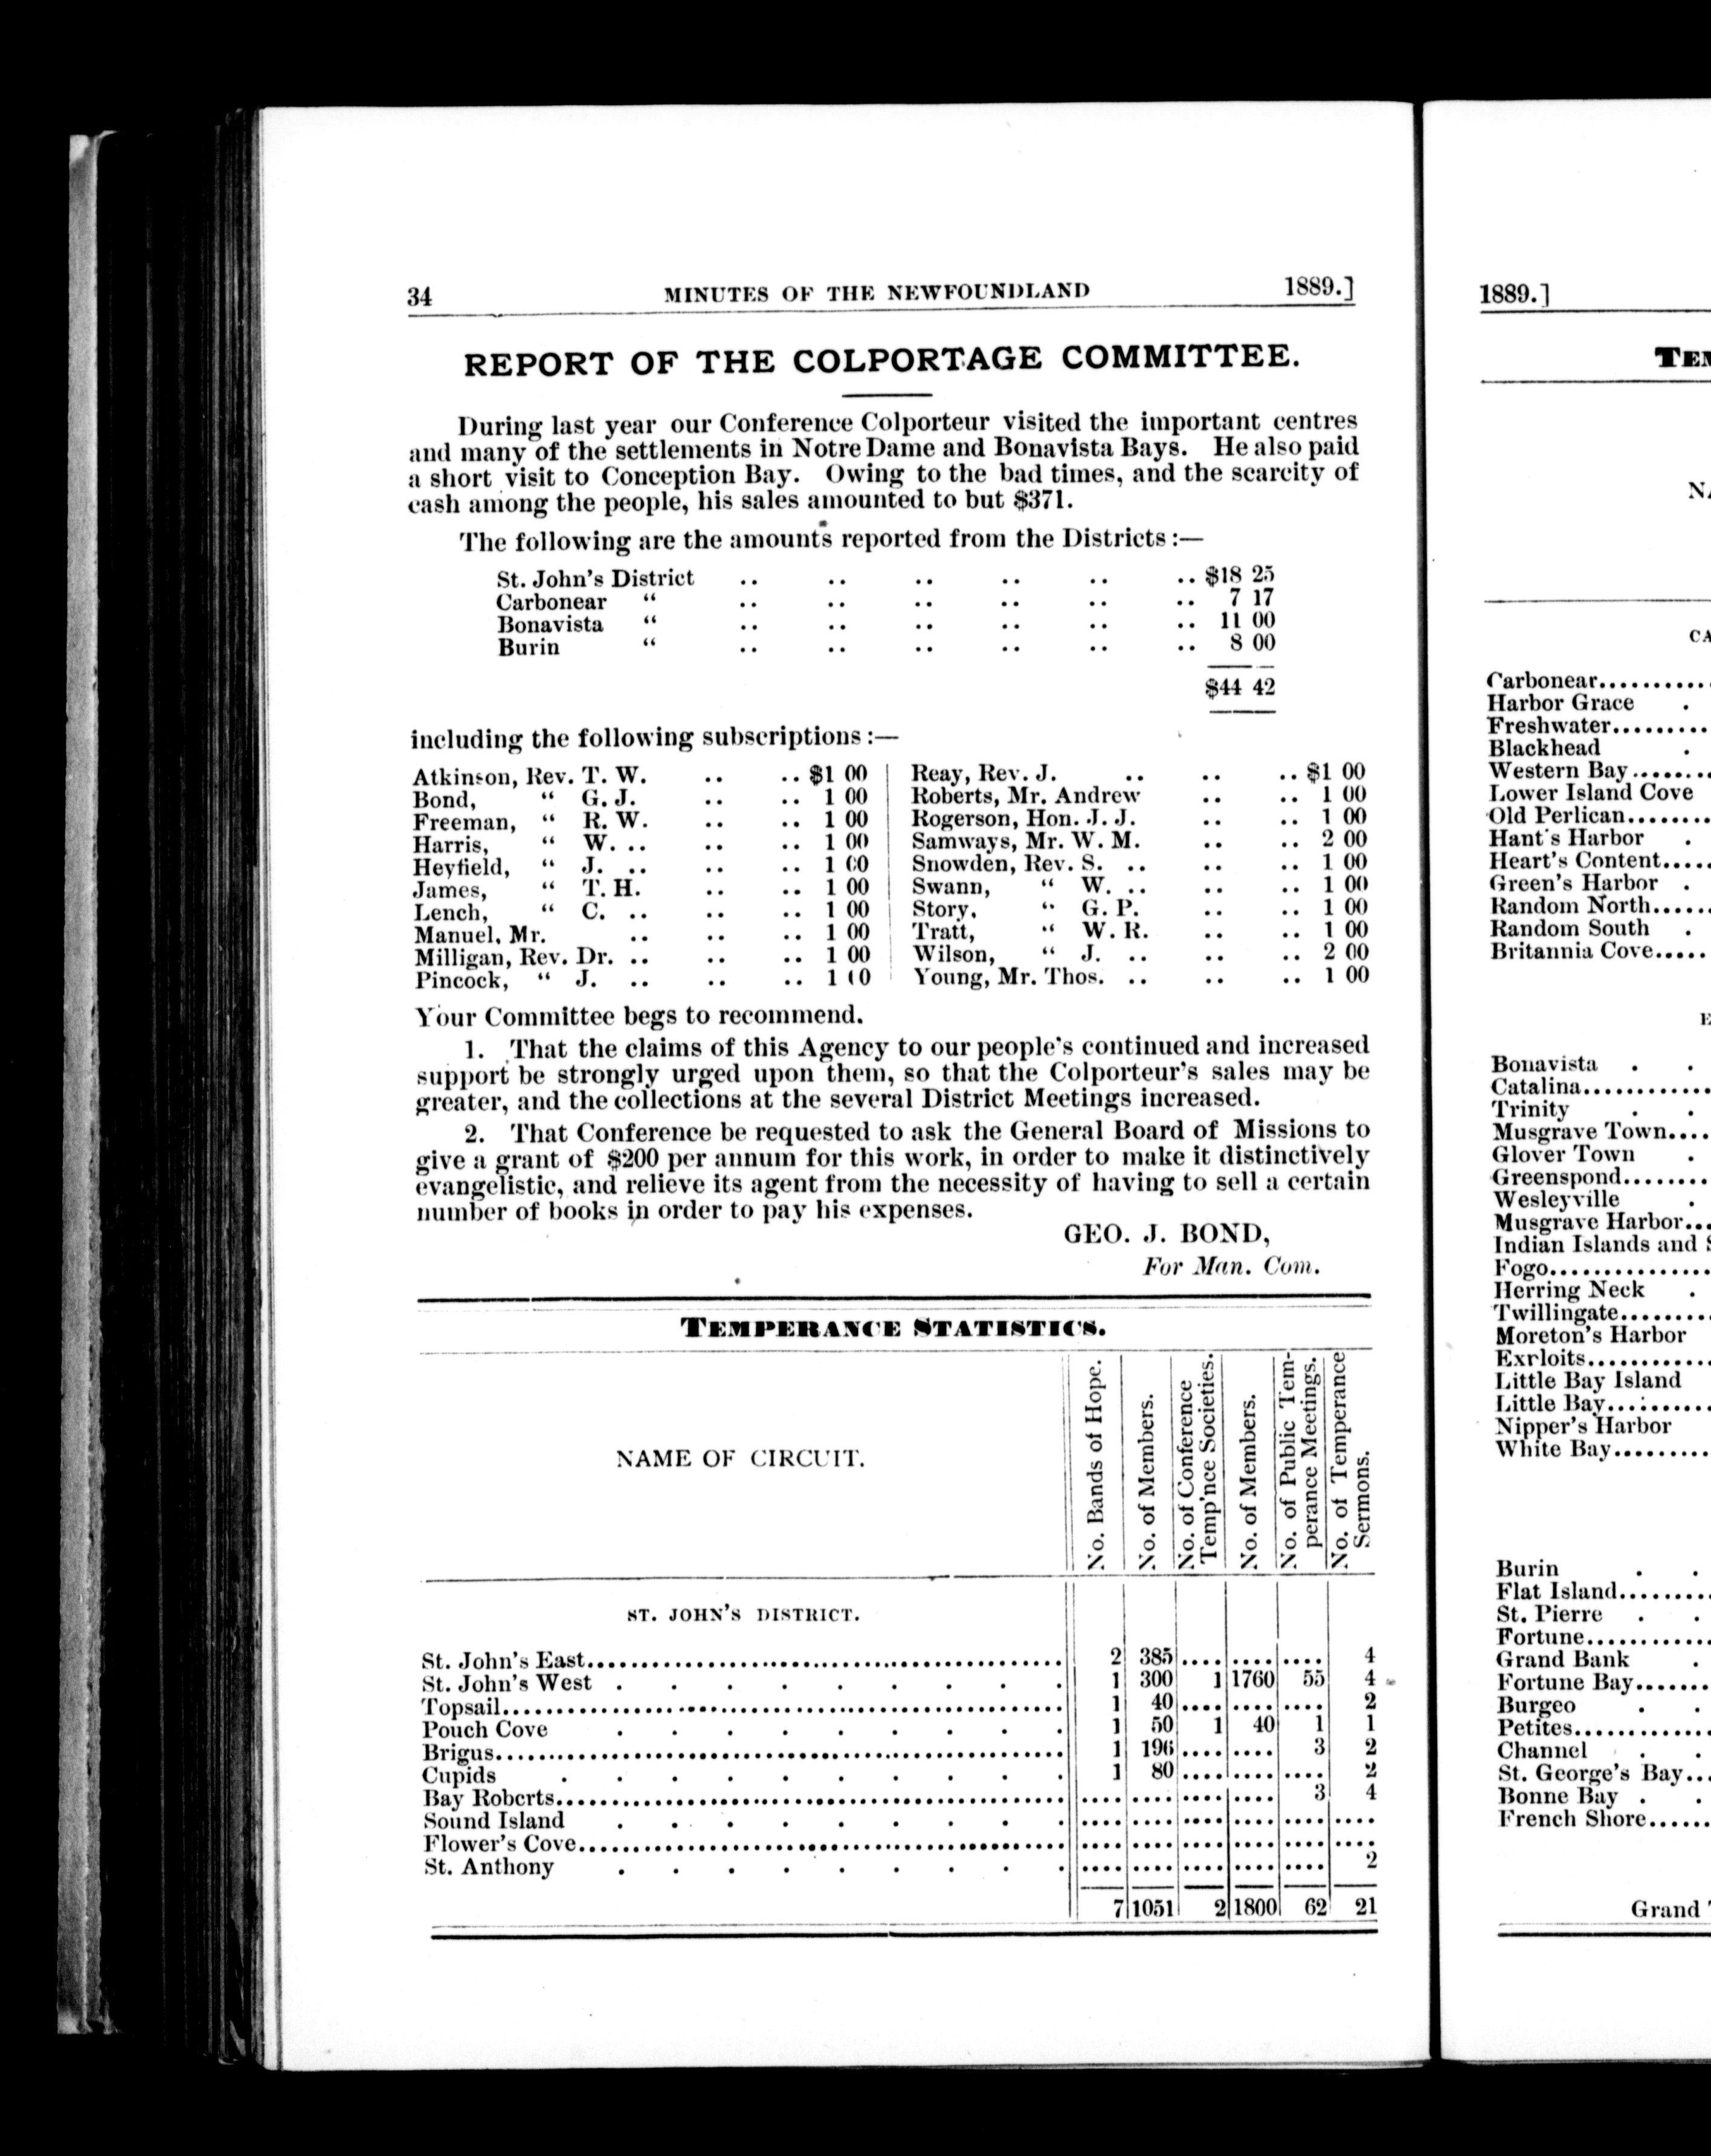 34 MINUTES OF THE NEWFOUNDLAND 1889.]
REPORT OF THE COLPORTAGE COMMITTEE.
During last year our Conference Colporteur visited the important centres
and many of the settlements in Notre Dame and Bonavista Bays. He also paid
a short visit to Conception Bay. Owing to the bad times, and the scarcity of
cash among the people, his sales amounted to but $371.
The following are the amounts reported from the Districts :—
St. John's District .. .. .. .. .. .. $18 25
Carbonear " .. .. .. .. .. .. 7 17
Bonavista " .. .. .. .. .. .. 11 00
Burin " .. .. .. .. .. .. 8 00
$44 42
including the following subscriptions :—
Atkinson, Rev. T. W. .. .. $1 00
Bond, " G. J. .. .. 1 00
Freeman, " R. W. .. .. 1 00
Harris, " W. .. .. .. 1 00
Heyfield, " J. .. .. .. 1 00
James, " T. H. .. .. 1 00
Lench, " C. .. .. .. 1 00
Manuel, Mr. .. .. .. 1 00
Milligan, Rev. Dr. .. .. .. 1 00
Pincock, " J. .. .. .. 1 00
Reay, Rev. J. .. .. .. $1 00
Roberts, Mr. Andrew .. .. 1 00
Rogerson, Hon. J. J. .. .. 1 00
Samways, Mr. W. M. .. .. 2 00
Snowden, Rev. S. .. .. .. 1 00
Swann, " W. .. .. .. 1 00
Story, " G. P. .. .. 1 00
Tratt, " W. R. .. .. 1 00
Wilson, " J. .. .. .. 2 00
Young, Mr. Thos. .. .. .. 1 00
Your Committee begs to recommend.
1. That the claims of this Agency to our people's continued and increased
support be strongly urged upon them, so that the Colporteur's sales may be
greater, and the collections at the several District Meetings increased.
2. That Conference be requested to ask the General Board of Missions to
give a grant of $200 per annum for this work, in order to make it distinctively
evangelistic, and relieve its agent from the necessity of having to sell a certain
number of books in order to pay his expenses.
GEO. J. BOND,
For Man. Com.
TEMPERANCE STATISTICS.
NAME OF CIRCUIT.
No. Bands of Hope.
No. of Members.
No. of Conference
Temp'nce Societies.
No. of Members.
No. of Public Tem-
perance Meetings.
No. of Temperance
Sermons.
ST. JOHN'S DISTRICT.
St. John's East 2 385 .... .... .... 4
St. John's West 1 300 1 1760 55 4
Topsail 1 40 .... .... .... 2
Pouch Cove 1 50 1 40 1 1
Brigus 1 196 .... .... 3 2
Cupids 1 80 .... .... .... 2
Bay Roberts .... .... .... .... 3 4
Sound Island .... .... .... .... .... ....
Flower's Cove .... .... .... .... .... ....
St. Anthony .... .... .... .... .... 2
7 1051 2 1800 62 21
1889.]
TEM
NA
CA
Carbonear
Harbor Grace
Freshwater
Blackhead
Western Bay
Lower Island Cove
Old Perlican
Hant's Harbor
Heart's Content
Green's Harbor
Random North
Random South
Britannia Cove
Bonavista
Catalina
Trinity
Musgrave Town
Glover Town
Greenspond
Wesleyville
Musgrave Harbor
Indian Islands and
Fogo
Herring Neck
Twillingate
Moreton's Harbor
Exrloits
Little Bay Island
Little Bay
Nipper's Harbor
White Bay
Burin
Flat Island
St. Pierre
Fortune
Grand Bank
Fortune Bay
Burgeo
Petites
Channel
St. George's Bay
Bonne Bay
French Shore
Grand